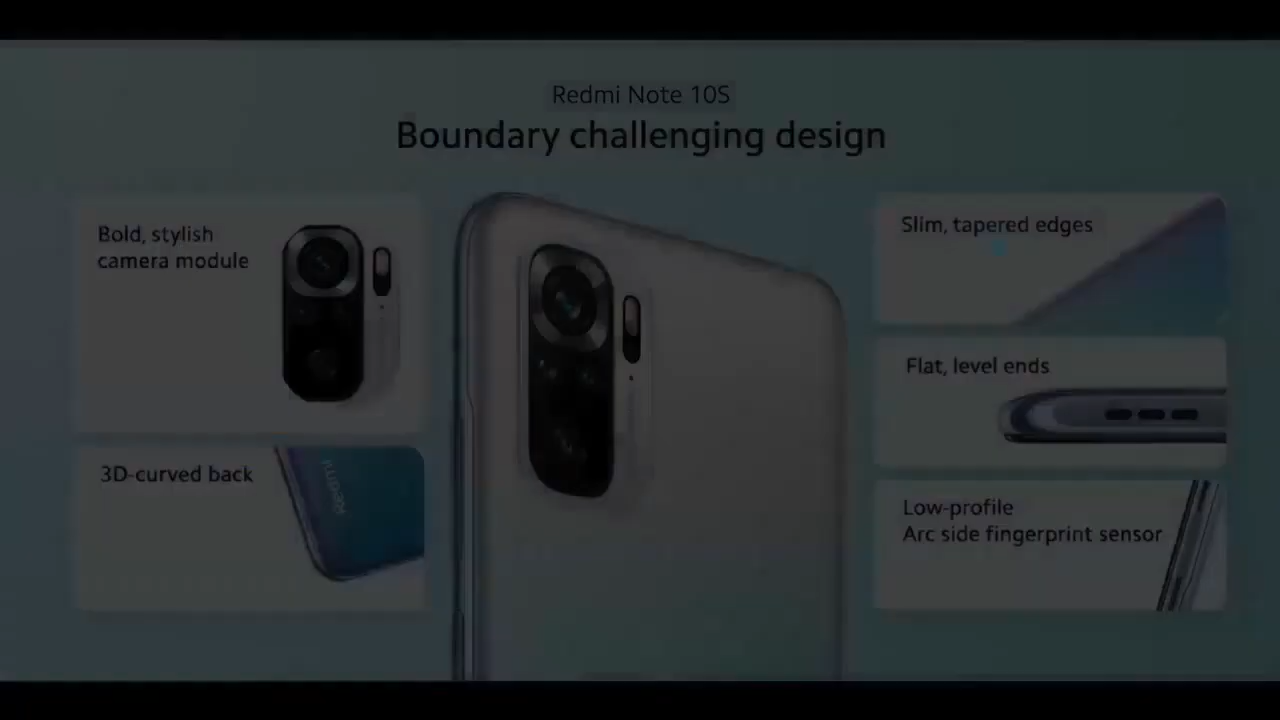 Redmi Note 10S
Boundary challenging design
Bold, stylish
camera module
3D-curved back
REDMI
Slim, tapered edges
Flat, level ends
Low-profile
Arc side fingerprint sensor